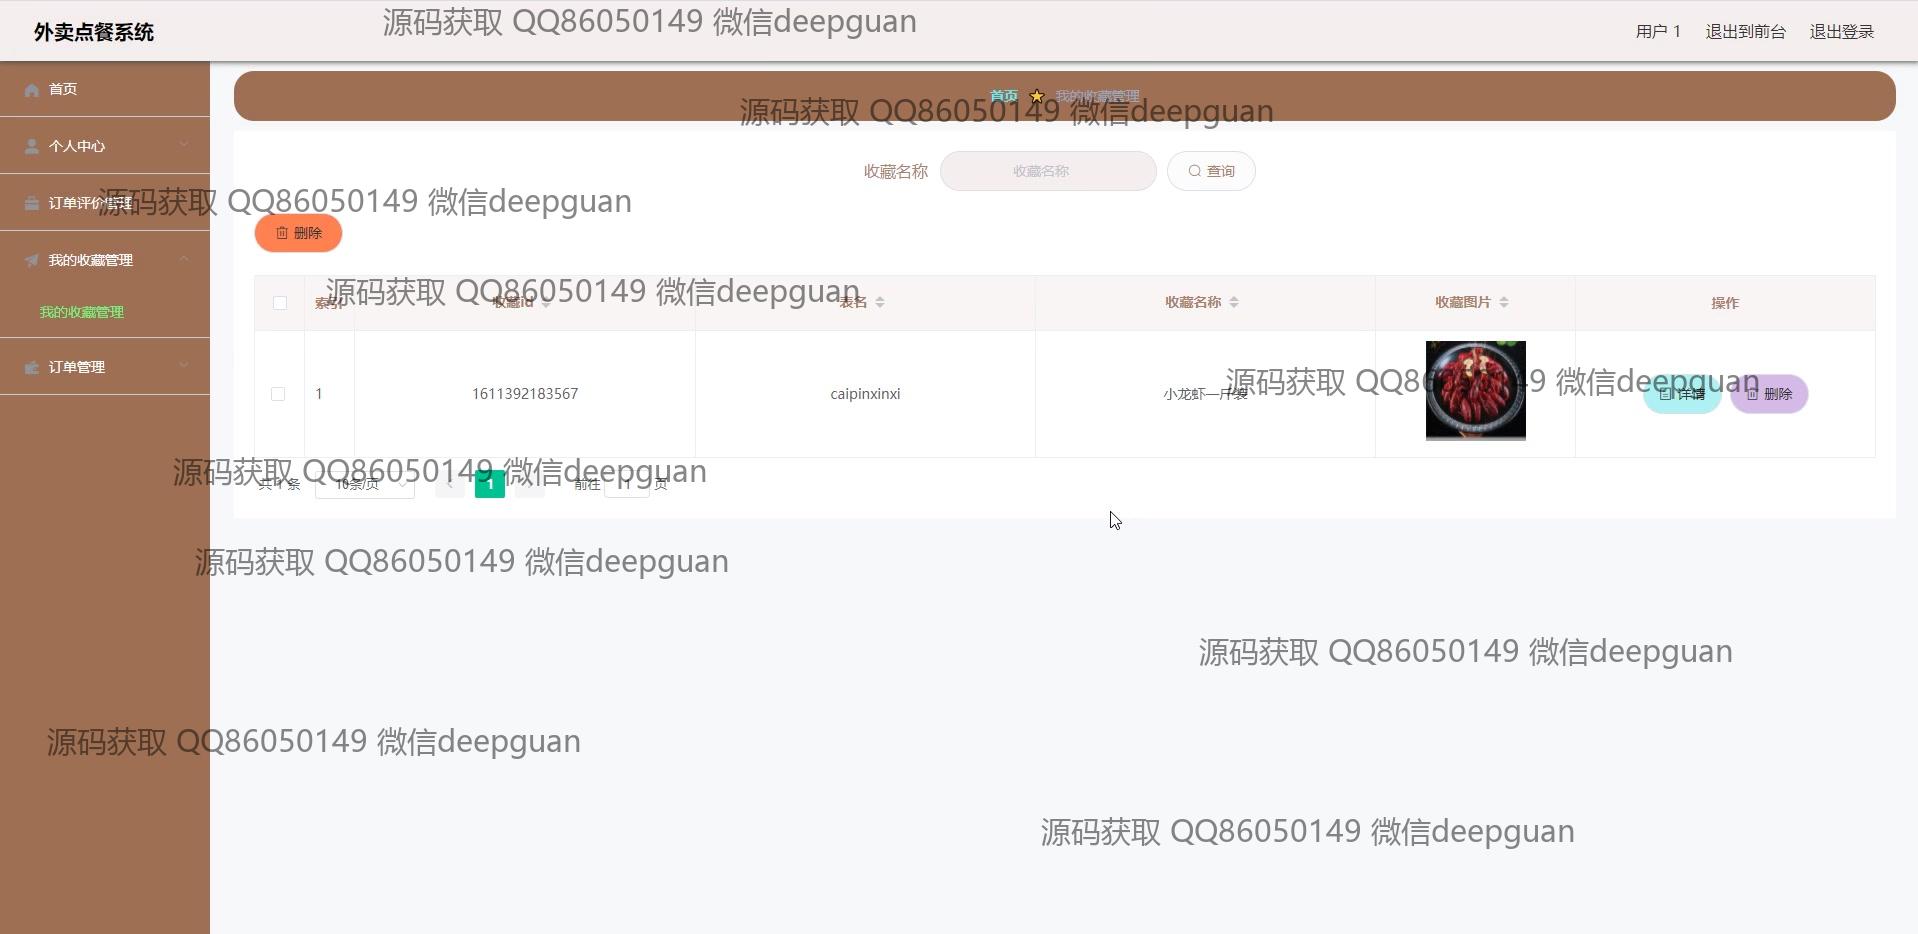 外卖点餐系统
源码获取 QQ86050149 微信deepguan
用户 1 退出到前台 退出登录
首页
首页 我的收藏管理
源码获取 QQ86050149 微信deepguan
个人中心
收藏名称 收藏名称 查询
订单评价管理
源码获取 QQ86050149 微信deepguan
删除
我的收藏管理
源码获取 QQ86050149 微信deepguan
索引 收藏id 表名 收藏名称 收藏图片 操作
我的收藏管理
订单管理
源码获取 QQ86050149 微信deepguan
1 1611392183567 caipinxinxi 小龙虾一斤装 详情 删除
源码获取 QQ86050149 微信deepguan
共 1 条 10条/页 1 前往 1 页
源码获取 QQ86050149 微信deepguan
源码获取 QQ86050149 微信deepguan
源码获取 QQ86050149 微信deepguan
源码获取 QQ86050149 微信deepguan